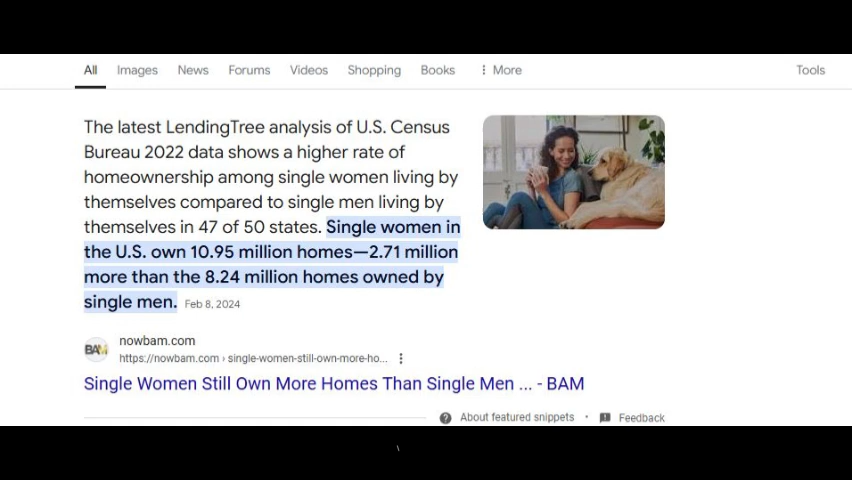 All Images News Forums Videos Shopping Books ⋮ More Tools
The latest LendingTree analysis of U.S. Census
Bureau 2022 data shows a higher rate of
homeownership among single women living by
themselves compared to single men living by
themselves in 47 of 50 states. Single women in
the U.S. own 10.95 million homes—2.71 million
more than the 8.24 million homes owned by
single men. Feb 8, 2024
BAM nowbam.com
https://nowbam.com › single-women-still-own-more-ho...
Single Women Still Own More Homes Than Single Men ... - BAM
About featured snippets • Feedback